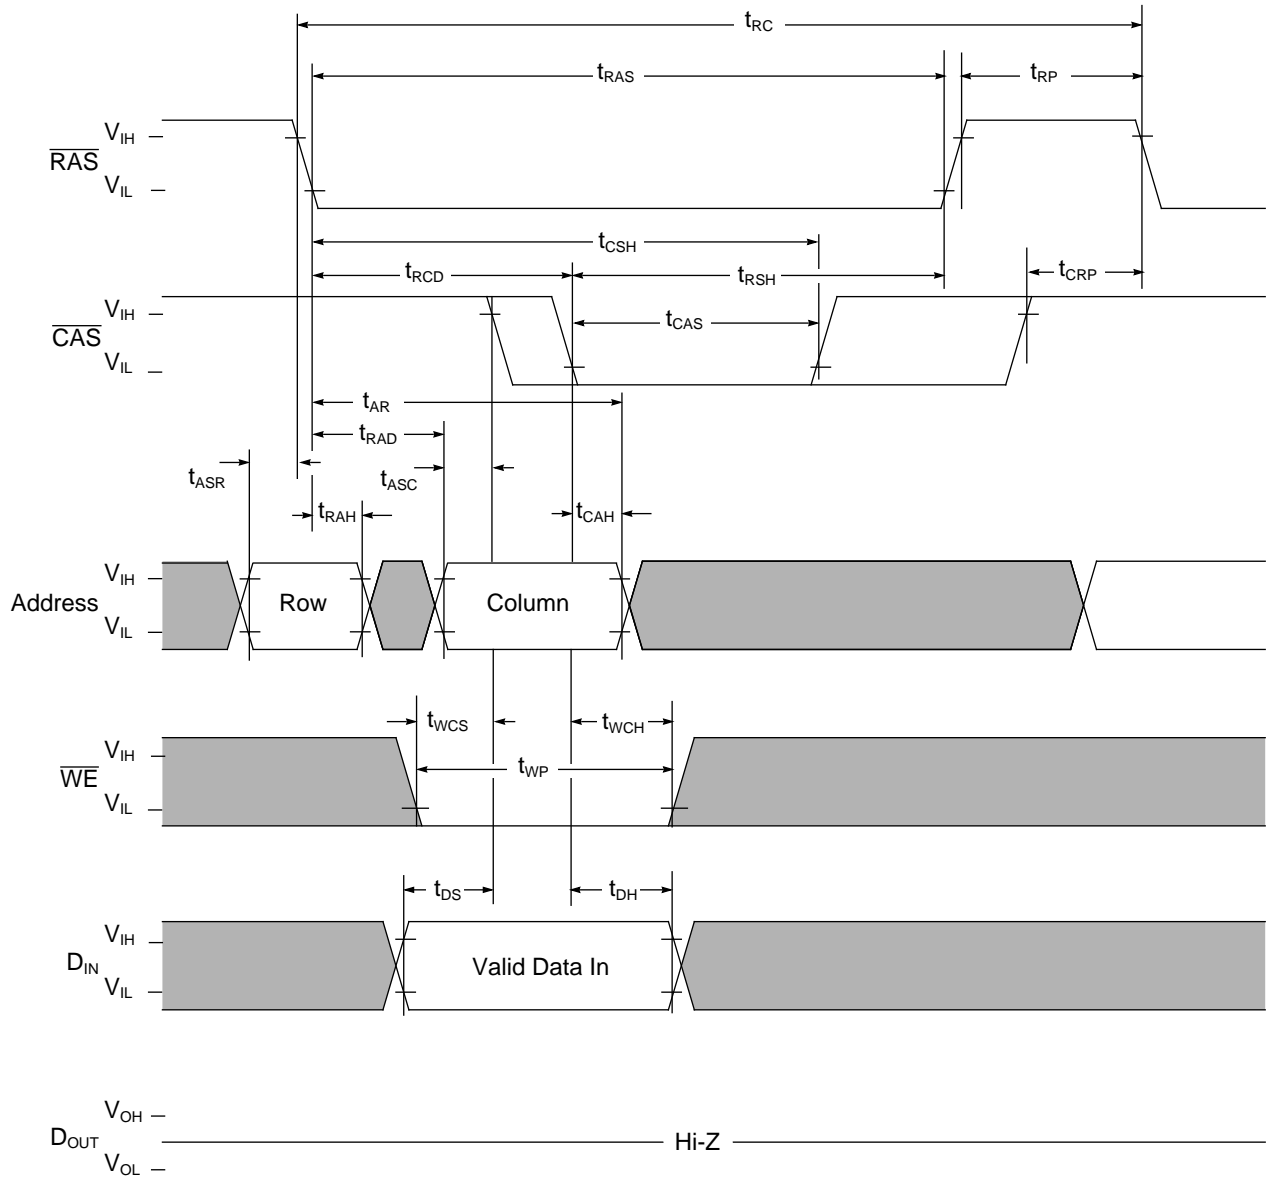 tRC
tRAS
tRP
VIH
RAS
VIL
tCSH
tRCD
tRSH
tCRP
VIH
CAS
VIL
tCAS
tAR
tRAD
tASR
tASC
tRAH
tCAH
VIH
Address
VIL
Row
Column
tWCS
tWCH
VIH
WE
VIL
tWP
tDS
tDH
VIH
DIN
VIL
Valid Data In
VOH
DOUT
VOL
Hi-Z